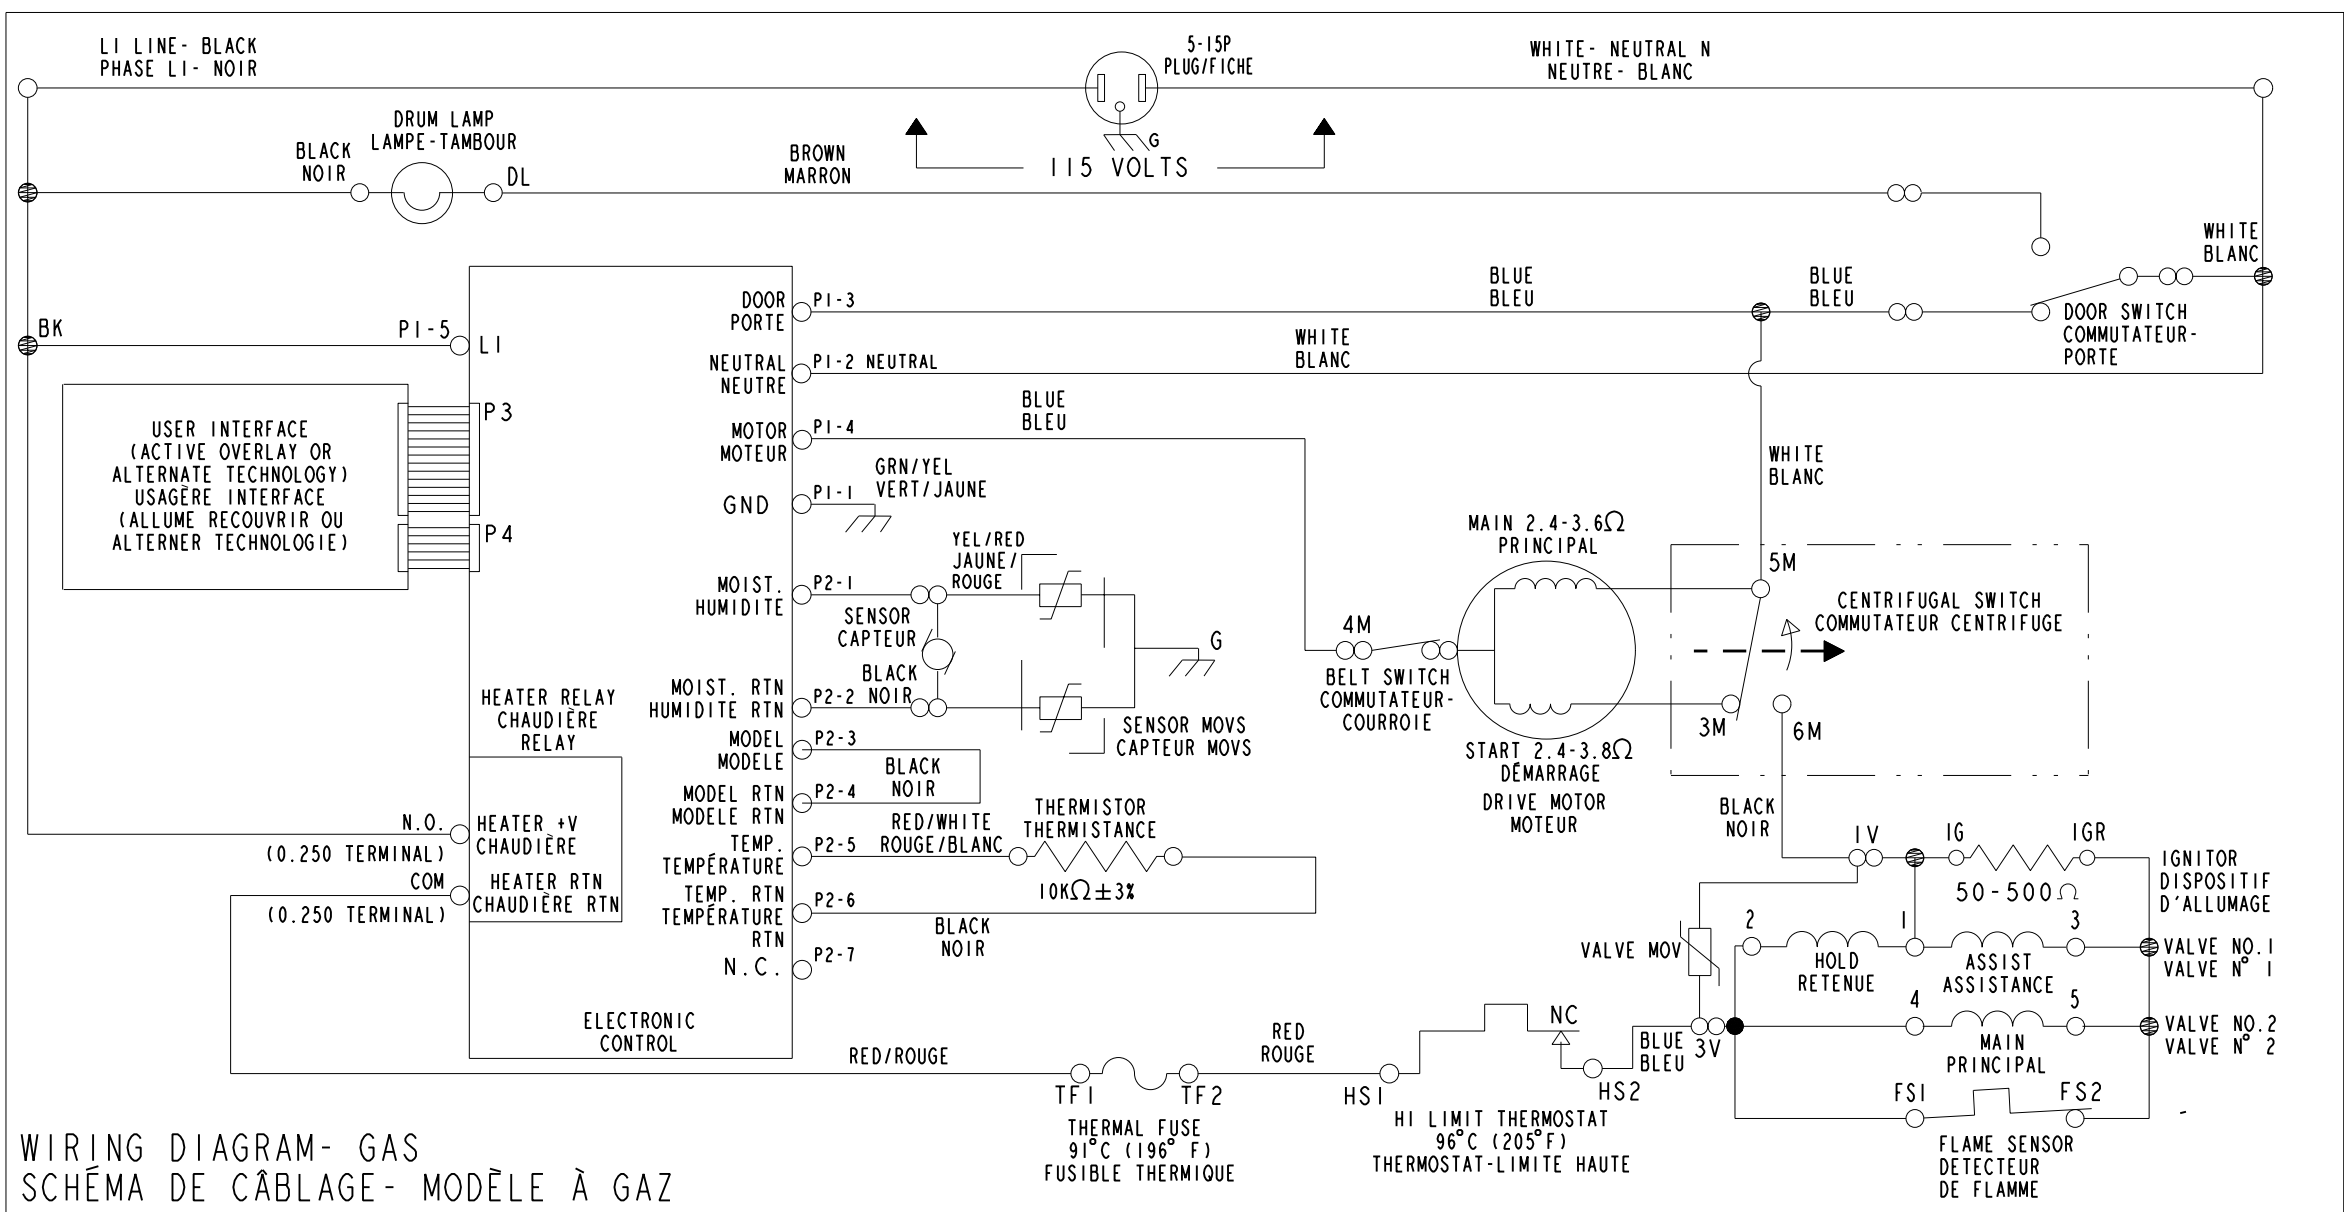 L1 LINE- BLACK
PHASE L1- NOIR
5-15P
PLUG/FICHE
WHITE- NEUTRAL N
NEUTRE- BLANC
G
115 VOLTS
DRUM LAMP
LAMPE-TAMBOUR
BLACK
NOIR
DL
BROWN
MARRON
WHITE
BLANC
BLUE
BLEU
BLUE
BLEU
DOOR SWITCH
COMMUTATEUR-
PORTE
DOOR
PORTE
P1-3
BK
P1-5
L1
WHITE
BLANC
NEUTRAL
NEUTRE
P1-2 NEUTRAL
BLUE
BLEU
P3
P4
USER INTERFACE
(ACTIVE OVERLAY OR
ALTERNATE TECHNOLOGY)
USAGÈRE INTERFACE
(ALLUME RECOUVRIR OU
ALTERNER TECHNOLOGIE)
MOTOR
MOTEUR
P1-4
GRN/YEL
VERT/JAUNE
GND
P1-1
WHITE
BLANC
MAIN 2.4-3.6Ω
PRINCIPAL
5M
CENTRIFUGAL SWITCH
COMMUTATEUR CENTRIFUGE
YEL/RED
JAUNE/
ROUGE
MOIST.
HUMIDITE
P2-1
SENSOR
CAPTEUR
BLACK
NOIR
G
4M
BELT SWITCH
COMMUTATEUR-
COURROIE
3M
6M
MOIST. RTN
HUMIDITE RTN
P2-2
SENSOR MOVS
CAPTEUR MOVS
START 2.4-3.8Ω
DÉMARRAGE
DRIVE MOTOR
MOTEUR
HEATER RELAY
CHAUDIÈRE
RELAY
MODEL
MODELE
P2-3
BLACK
NOIR
MODEL RTN
MODELE RTN
P2-4
THERMISTOR
THERMISTANCE
RED/WHITE
ROUGE/BLANC
TEMP.
TEMPÉRATURE
P2-5
10KΩ±3%
TEMP. RTN
TEMPÉRATURE
RTN
P2-6
BLACK
NOIR
N.C.
P2-7
N.O.
(0.250 TERMINAL)
HEATER +V
CHAUDIÈRE
COM
(0.250 TERMINAL)
HEATER RTN
CHAUDIÈRE RTN
ELECTRONIC
CONTROL
BLACK
NOIR
1V
IG
IGR
50-500Ω
IGNITOR
DISPOSITIF
D'ALLUMAGE
2
1
3
VALVE MOV
HOLD
RETENUE
ASSIST
ASSISTANCE
VALVE NO.1
VALVE N° 1
4
5
MAIN
PRINCIPAL
VALVE NO.2
VALVE N° 2
RED/ROUGE
TF1
TF2
THERMAL FUSE
91°C (196° F)
FUSIBLE THERMIQUE
RED
ROUGE
HS1
NC
HS2
HI LIMIT THERMOSTAT
96°C (205°F)
THERMOSTAT-LIMITE HAUTE
BLUE
BLEU
3V
FS1
FS2
FLAME SENSOR
DETECTEUR
DE FLAMME
WIRING DIAGRAM- GAS
SCHÉMA DE CÂBLAGE- MODÈLE À GAZ